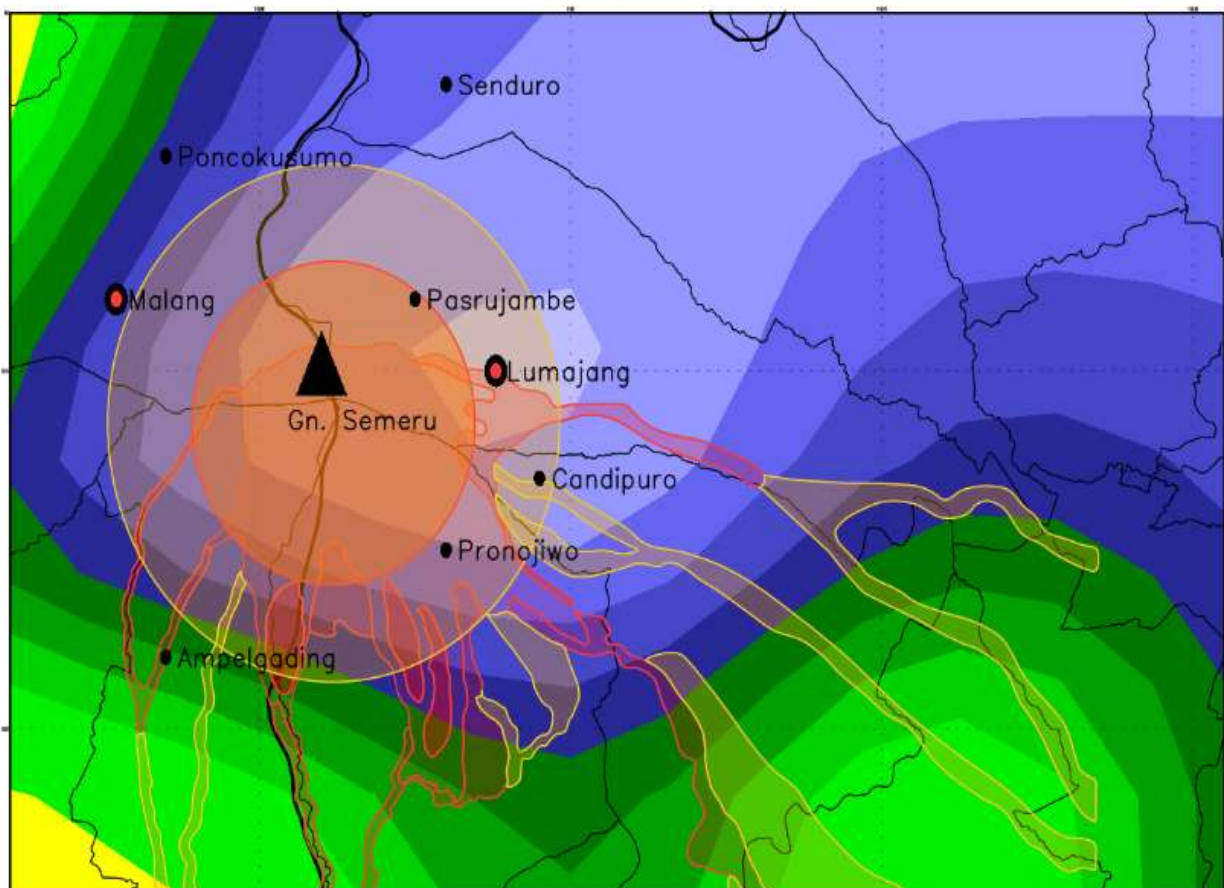 Senduro
Poncokusumo
Malang
Pasrujambe
Lumajang
Gn. Semeru
Candipuro
Pronojiwo
Ampelgading